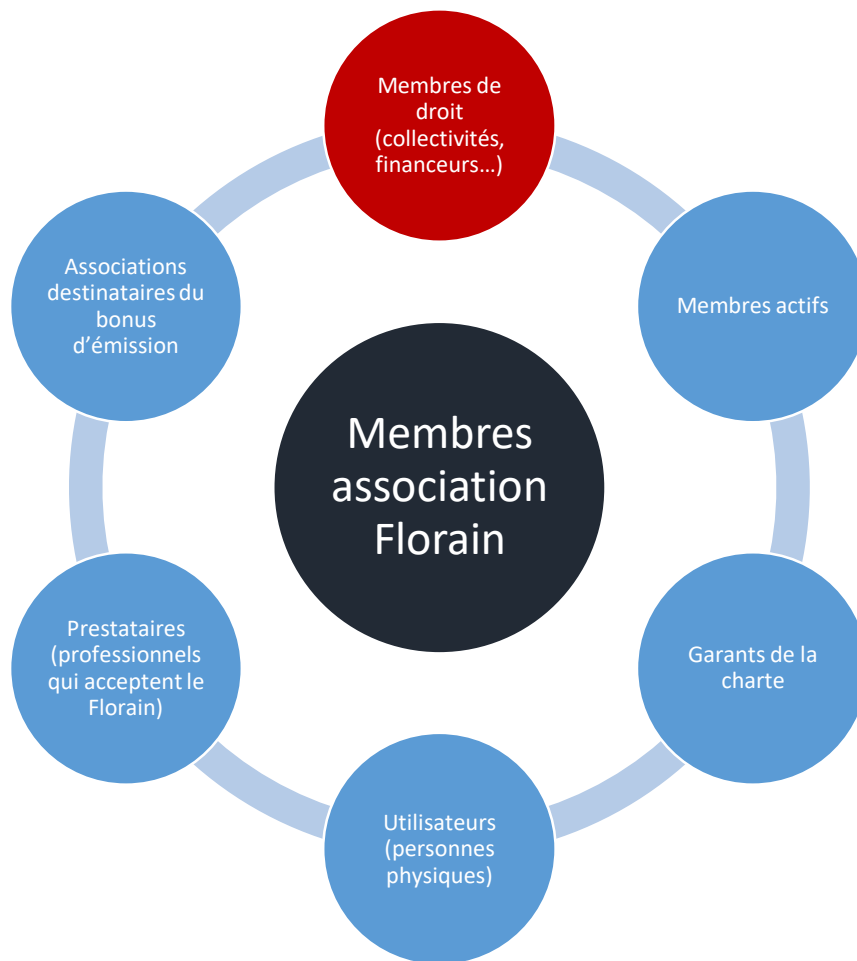 Membres de
droit
(collectivités,
financeurs…)
Membres actifs
Garants de la
charte
Utilisateurs
(personnes
physiques)
Prestataires
(professionnels
qui acceptent le
Florain)
Associations
destinataires du
bonus
d’émission
Membres
association
Florain